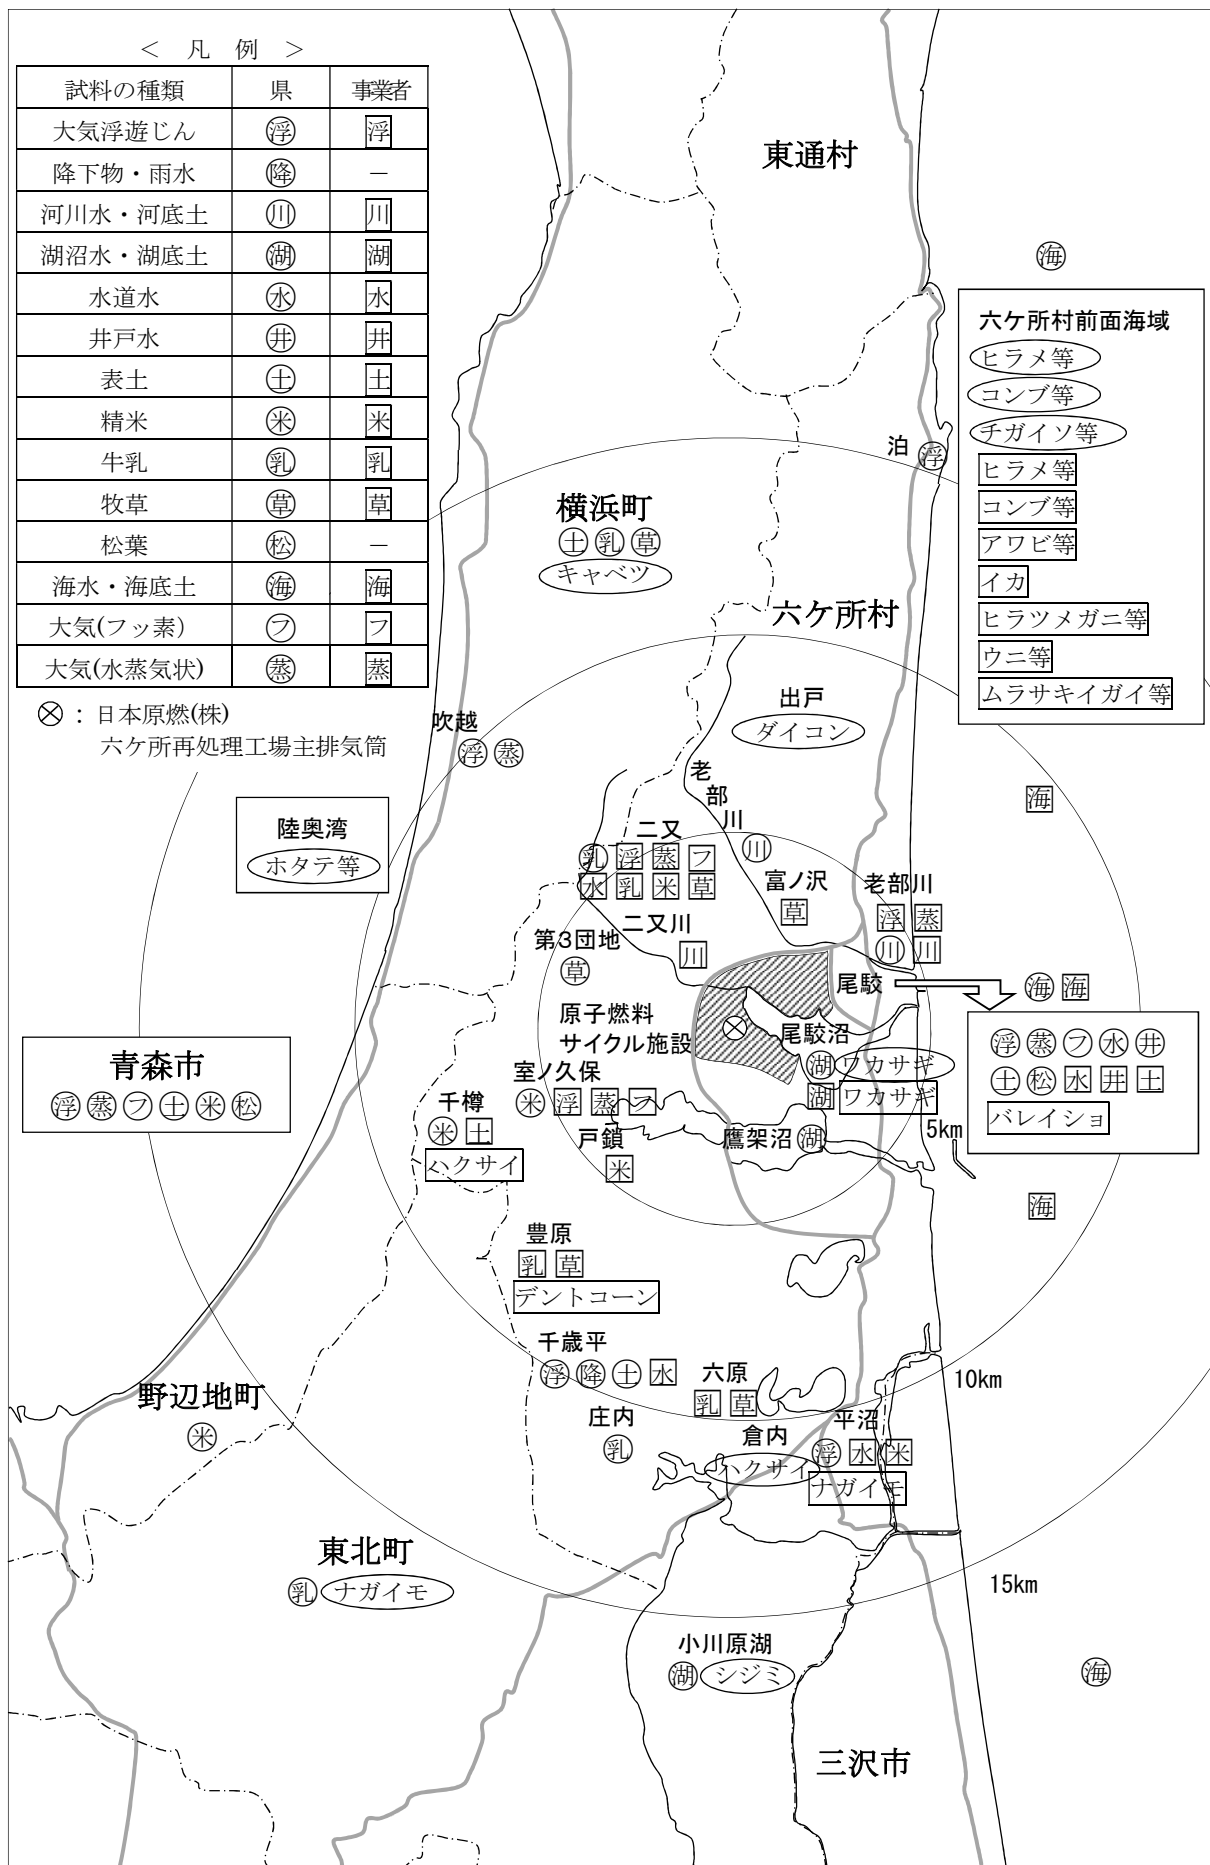 ＜ 凡 例 ＞
試料の種類 県 事業者
大気浮遊じん 浮 浮
降下物・雨水 降 －
河川水・河底土 川 川
湖沼水・湖底土 湖 湖
水道水 水 水
井戸水 井 井
表土 土 土
精米 米 米
牛乳 乳 乳
牧草 草 草
松葉 松 －
海水・海底土 海 海
大気(フッ素) フ フ
大気(水蒸気状) 蒸 蒸
⊗：日本原燃(株)
六ケ所再処理工場主排気筒
東通村
海
六ケ所村前面海域
ヒラメ等
コンブ等
チガイソ等
ヒラメ等
コンブ等
アワビ等
イカ
ヒラツメガニ等
ウニ等
ムラサキイガイ等
泊
浮
横浜町
土 乳 草
キャベツ
六ケ所村
出戸
ダイコン
吹越
浮 蒸
海
陸奥湾
ホタテ等
老部川
川
二又
乳 浮 蒸 フ
水 乳 米 草
富ノ沢
草
老部川
浮 蒸
川 川
二又川
川
第3団地
草
尾駮
海 海
浮 蒸 フ 水 井
土 松 水 井 土
バレイショ
原子燃料
サイクル施設
尾駮沼
湖 ワカサギ
湖 ワカサギ
青森市
浮 蒸 フ 土 米 松
室ノ久保
米 浮 蒸 フ
千樽
米 土
ハクサイ
戸鎖
米
鷹架沼 湖
5km
海
豊原
乳 草
デントコーン
千歳平
浮 降 土 水
六原
乳 草
10km
野辺地町
米
庄内
乳
倉内
ハクサイ
平沼
浮 水 米
ナガイモ
東北町
乳 ナガイモ
15km
小川原湖
湖 シジミ
海
三沢市